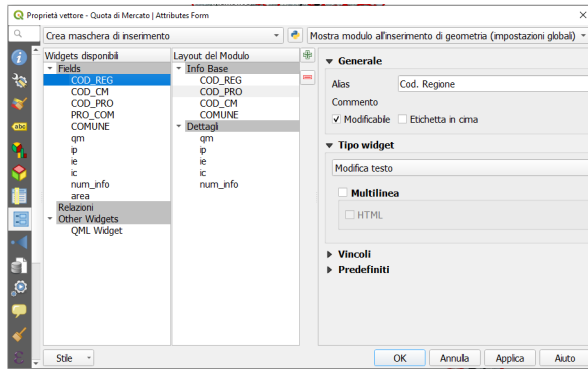 Proprietà vettore - Quota di Mercato | Attributes Form
Crea maschera di inserimento
Mostra modulo all'inserimento di geometria (impostazioni globali)
Widgets disponibili
Fields
COD_REG
COD_CM
COD_PRO
PRO_COM
COMUNE
qm
ip
ie
ic
num_info
area
Relazioni
Other Widgets
QML Widget
Layout del Modulo
Info Base
COD_REG
COD_PRO
COD_CM
COMUNE
Dettagli
qm
ip
ie
ic
num_info
Generale
Alias
Cod. Regione
Commento
Modificabile
Etichetta in cima
Tipo widget
Modifica testo
Multilinea
HTML
Vincoli
Predefiniti
abc
Stile
OK
Annulla
Applica
Aiuto